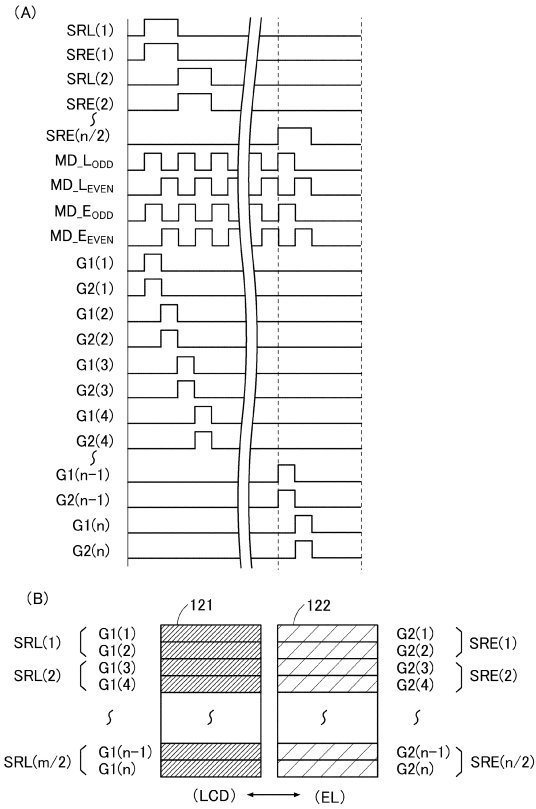 (A)
SRL(1)
SRE(1)
SRL(2)
SRE(2)
SRE(n/2)
MD_LODD
MD_LEVEN
MD_EODD
MD_EEVEN
G1(1)
G2(1)
G1(2)
G2(2)
G1(3)
G2(3)
G1(4)
G2(4)
G1(n-1)
G2(n-1)
G1(n)
G2(n)
(B)
121 122
SRL(1) G1(1) G2(1) SRE(1)
G1(2) G2(2)
SRL(2) G1(3) G2(3) SRE(2)
G1(4) G2(4)
SRL(m/2) G1(n-1) G2(n-1) SRE(n/2)
G1(n) G2(n)
(LCD) (EL)